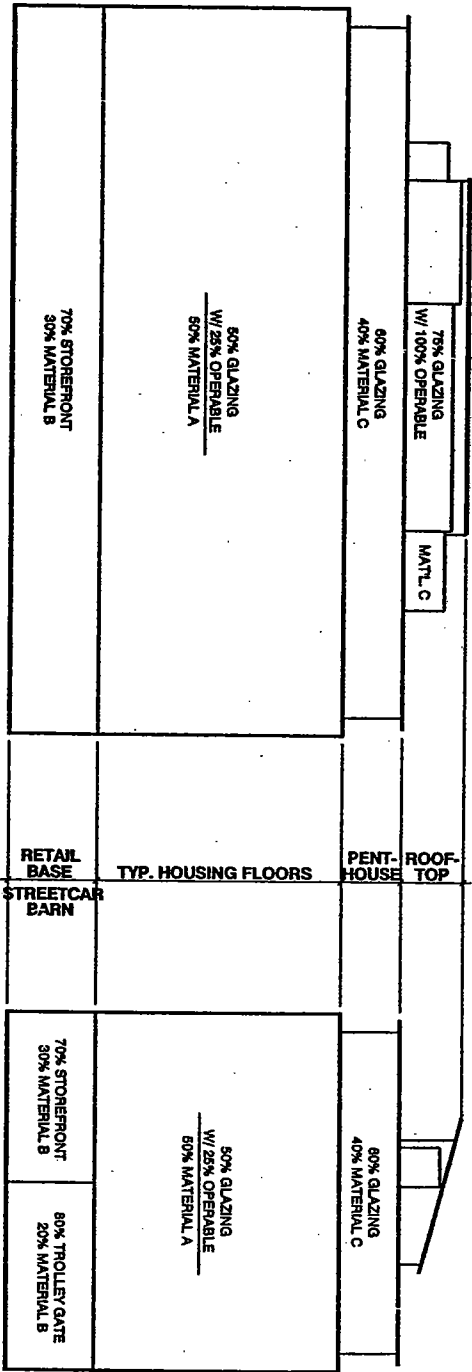 75% GLAZING
W/ 100% OPERABLE
MAT'L. C
60% GLAZING
40% MATERIAL C
50% GLAZING
W/ 25% OPERABLE
50% MATERIAL A
70% STOREFRONT
30% MATERIAL B
ROOF-
TOP
PENT-
HOUSE
TYP. HOUSING FLOORS
RETAIL
BASE
STREETCAR
BARN
60% GLAZING
40% MATERIAL C
50% GLAZING
W/ 25% OPERABLE
50% MATERIAL A
70% STOREFRONT
30% MATERIAL B
80% TROLLEY GATE
20% MATERIAL B